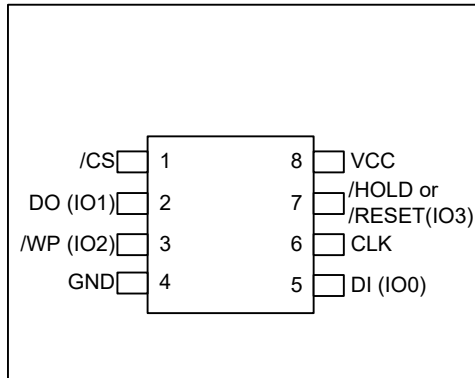 /CS 1 8 VCC
DO (IO1) 2 7 /HOLD or
/RESET(IO3)
/WP (IO2) 3 6 CLK
GND 4 5 DI (IO0)